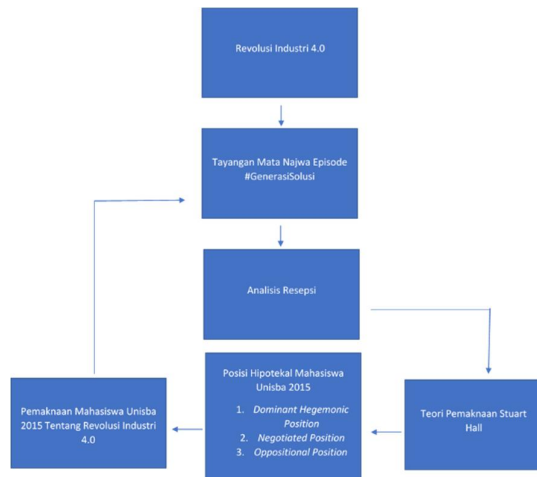 Revolusi Industri 4.0
Tayangan Mata Najwa Episode
#GenerasiSolusi
Analisis Resepsi
Teori Pemaknaan Stuart
Hall
Posisi Hipotekal Mahasiswa
Unisba 2015
1. Dominant Hegemonic
Position
2. Negotiated Position
3. Oppositional Position
Pemaknaan Mahasiswa Unisba
2015 Tentang Revolusi Industri
4.0